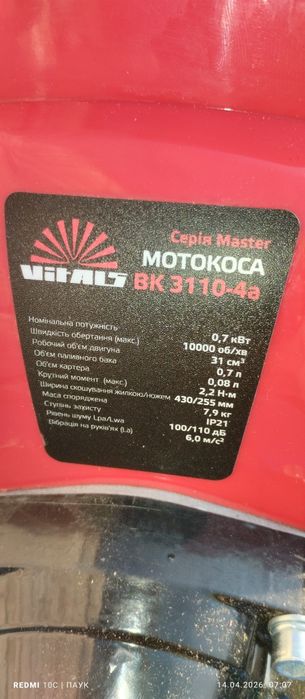 Серія Master
VitALS
МОТОКОСА
BK 3110-4a
Номінальна потужність 0,7 кВт
Швидкість обертання (макс.) 10000 об/хв
Робочий об'єм двигуна 31 см³
Об'єм паливного бака 0,7 л
Об'єм картера 0,08 л
Крутний момент (макс.) 2,2 Н·м
Ширина скошування жилкою/ножем 430/255 мм
Маса споряджена 7,9 кг
Ступінь захисту IP21
Рівень шуму Lpa/Lwa 100/110 дБ
Вібрація на руків'ях (La) 6,0 м/с²
REDMI 10C | ПАУК
14.04.2026 07:07